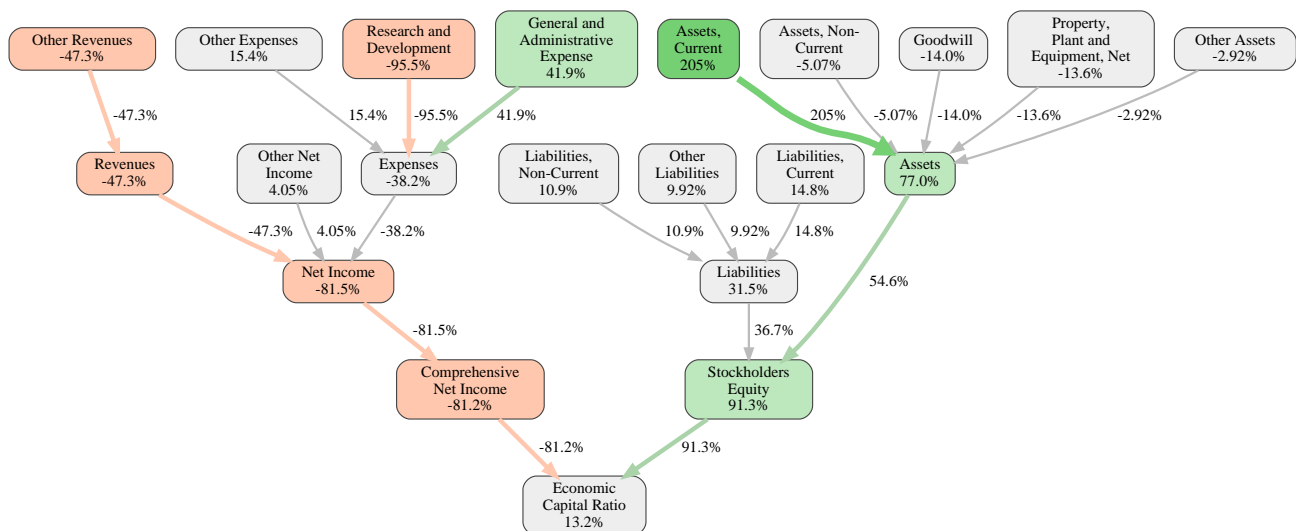 Other Revenues
-47.3%
Other Expenses
15.4%
Research and
Development
-95.5%
General and
Administrative
Expense
41.9%
Assets,
Current
205%
Assets, Non-
Current
-5.07%
Goodwill
-14.0%
Property,
Plant and
Equipment, Net
-13.6%
Other Assets
-2.92%
-47.3%
15.4%
-95.5%
41.9%
205%
-5.07%
-14.0%
-13.6%
-2.92%
Revenues
-47.3%
Other Net
Income
4.05%
Expenses
-38.2%
Liabilities,
Non-Current
10.9%
Other
Liabilities
9.92%
Liabilities,
Current
14.8%
Assets
77.0%
-47.3%
4.05%
-38.2%
10.9%
9.92%
14.8%
54.6%
Net Income
-81.5%
Liabilities
31.5%
-81.5%
36.7%
Comprehensive
Net Income
-81.2%
Stockholders
Equity
91.3%
-81.2%
91.3%
Economic
Capital Ratio
13.2%